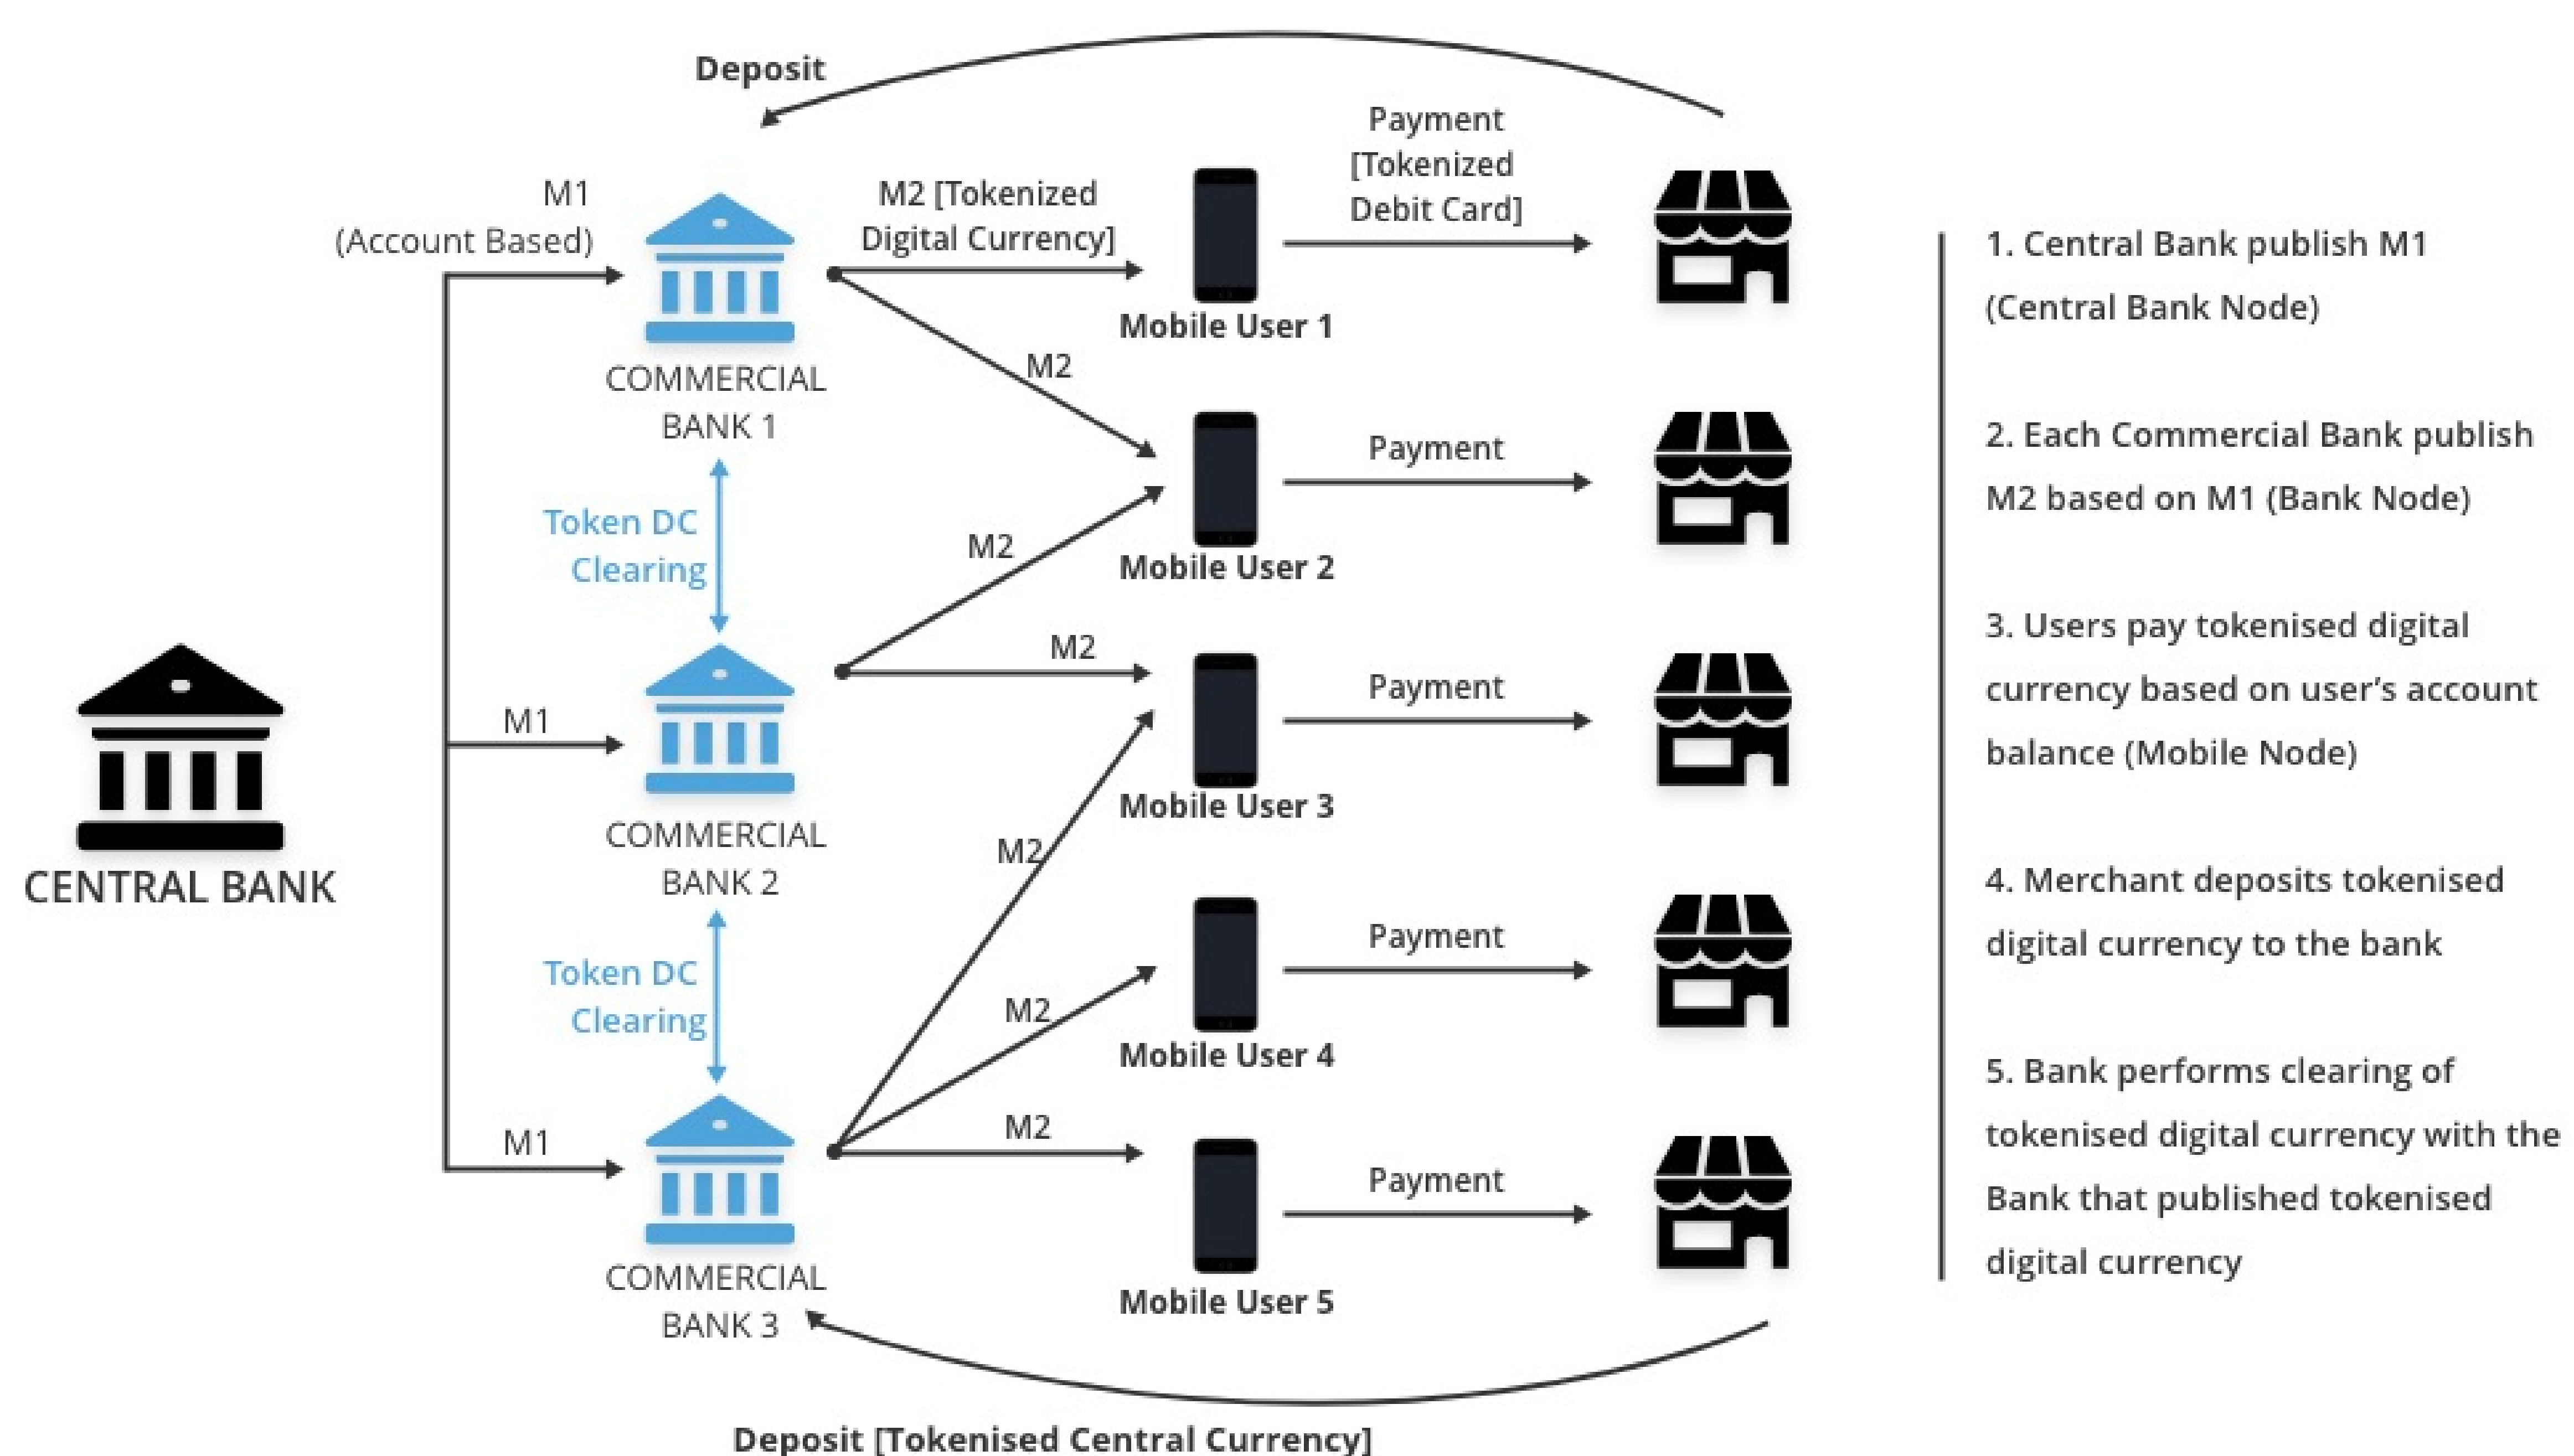 Deposit
Payment
[Tokenized
Debit Card]
M1
(Account Based)
M2 [Tokenized
Digital Currency]
Mobile User 1
COMMERCIAL
BANK 1
M2
Payment
Token DC
Clearing
M2
Mobile User 2
M2
Payment
M1
Mobile User 3
COMMERCIAL
BANK 2
M2
CENTRAL BANK
Payment
Token DC
Clearing
M2
Mobile User 4
M2
M1
Payment
COMMERCIAL
BANK 3
Mobile User 5
Deposit [Tokenised Central Currency]
1. Central Bank publish M1
(Central Bank Node)
2. Each Commercial Bank publish
M2 based on M1 (Bank Node)
3. Users pay tokenised digital
currency based on user’s account
balance (Mobile Node)
4. Merchant deposits tokenised
digital currency to the bank
5. Bank performs clearing of
tokenised digital currency with the
Bank that published tokenised
digital currency